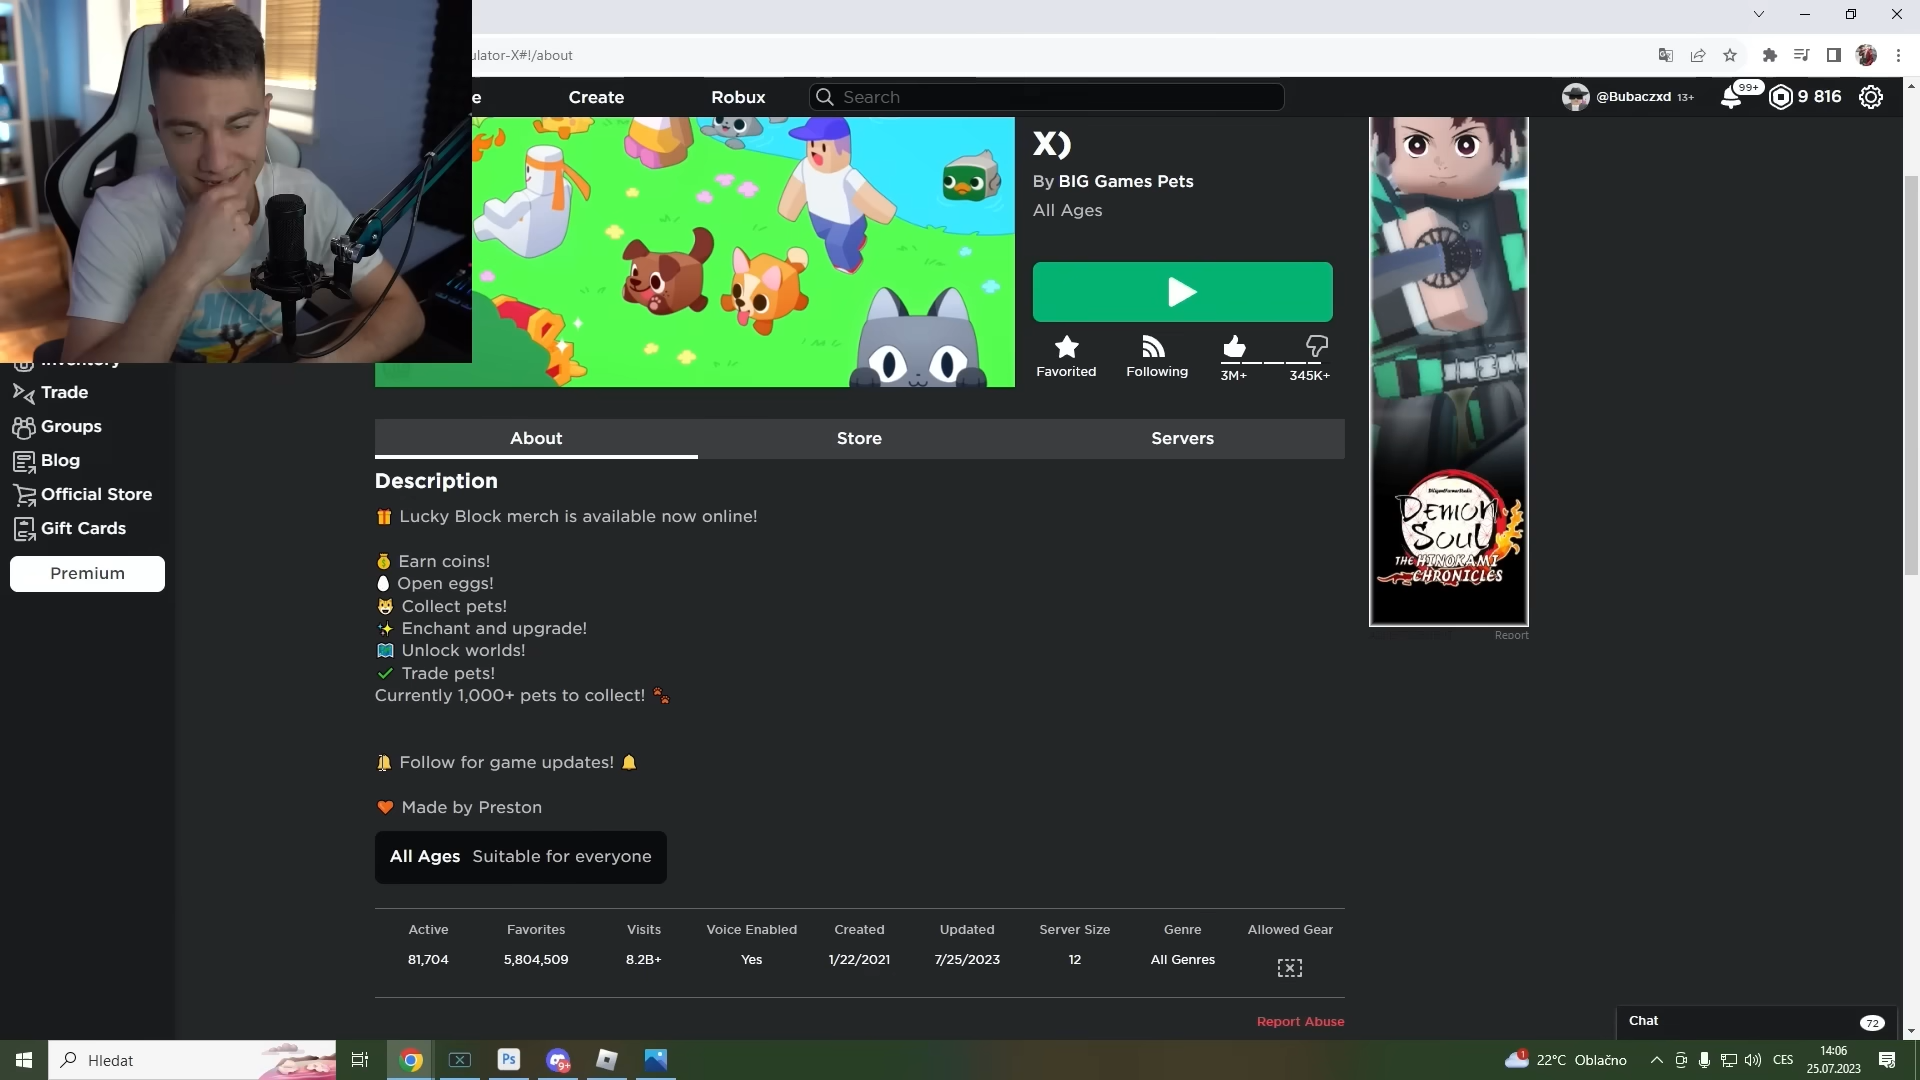 ulator-X#!/about
e
Create
Robux
Search
@Bubaczxd 13+
99+
9 816
X)
By BIG Games Pets
All Ages
Favorited
Following
3M+
345K+
Inventory
Trade
Groups
Blog
Official Store
Gift Cards
Premium
About
Store
Servers
Description
Lucky Block merch is available now online!
Earn coins!
Open eggs!
Collect pets!
Enchant and upgrade!
Unlock worlds!
Trade pets!
Currently 1,000+ pets to collect!
Follow for game updates!
Made by Preston
All Ages Suitable for everyone
Active
Favorites
Visits
Voice Enabled
Created
Updated
Server Size
Genre
Allowed Gear
81,704
5,804,509
8.2B+
Yes
1/22/2021
7/25/2023
12
All Genres
Report Abuse
DEMON
SOUL
THE HINOKAMI
CHRONICLES
Report
NIKE
Chat
72
Hledat
Ps
9+
1
22°C Oblačno
CES
14:06
25.07.2023